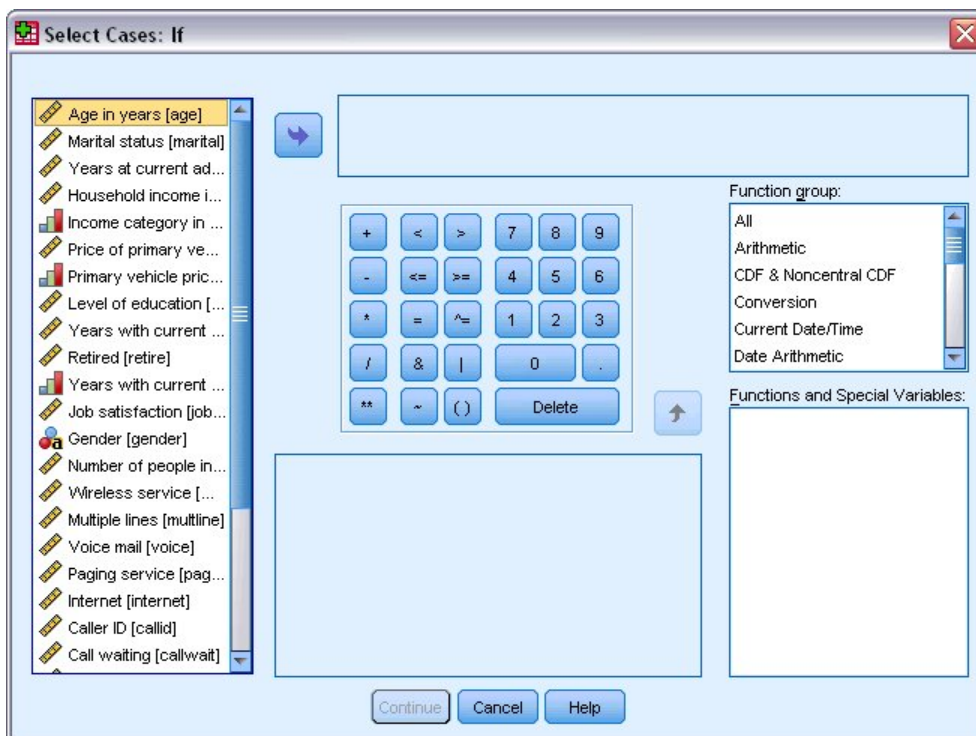 Select Cases: If
Age in years [age]
Marital status [marital]
Years at current ad...
Household income i...
Income category in ...
Price of primary ve...
Primary vehicle pric...
Level of education [...
Years with current ...
Retired [retire]
Years with current ...
Job satisfaction [job...
Gender [gender]
Number of people in...
Wireless service [...
Multiple lines [multline]
Voice mail [voice]
Paging service [pag...
Internet [internet]
Caller ID [callid]
Call waiting [callwait]
+ < > 7 8 9
- <= >= 4 5 6
* = ^= 1 2 3
/ & | 0 .
** ~ ( ) Delete
Function group:
All
Arithmetic
CDF & Noncentral CDF
Conversion
Current Date/Time
Date Arithmetic
Functions and Special Variables:
Continue Cancel Help